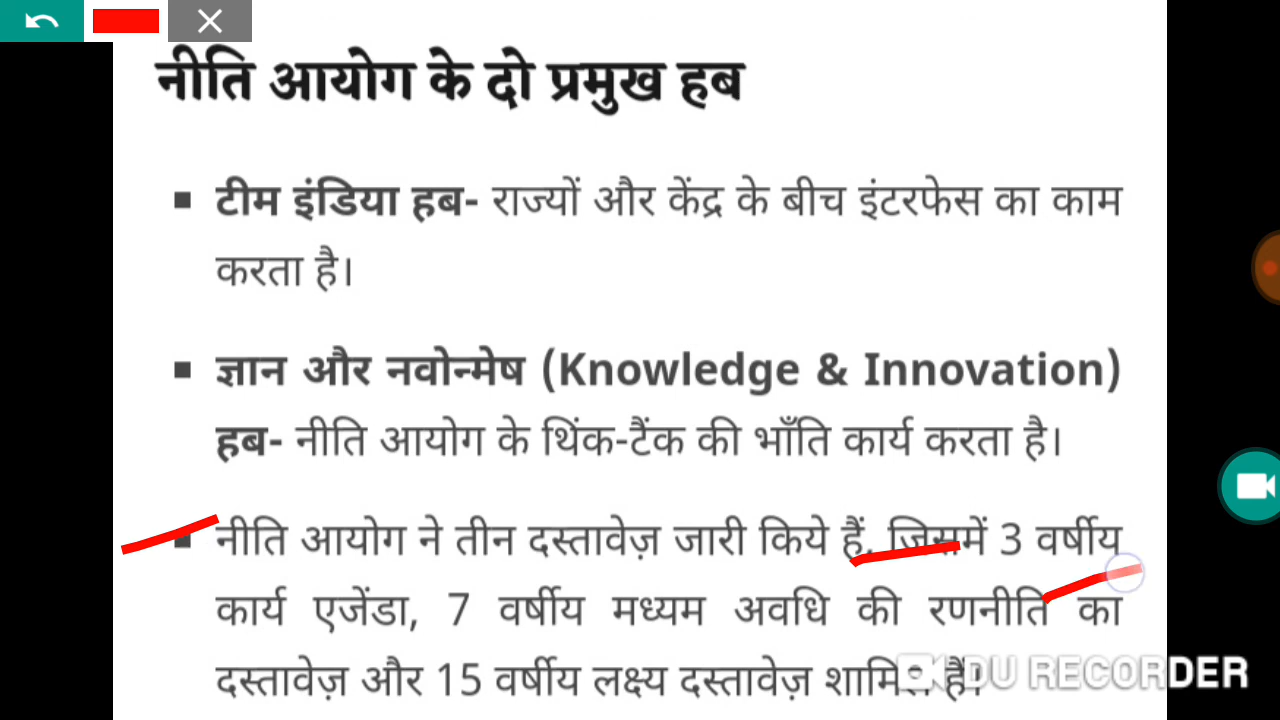 नीति आयोग के दो प्रमुख हब
▪ टीम इंडिया हब- राज्यों और केंद्र के बीच इंटरफेस का काम
करता है।
▪ ज्ञान और नवोन्मेष (Knowledge & Innovation)
हब- नीति आयोग के थिंक-टैंक की भाँति कार्य करता है।
▪ नीति आयोग ने तीन दस्तावेज़ जारी किये हैं, जिसमें 3 वर्षीय
कार्य एजेंडा, 7 वर्षीय मध्यम अवधि की रणनीति का
दस्तावेज़ और 15 वर्षीय लक्ष्य दस्तावेज़ शामिल हैं।
DU RECORDER